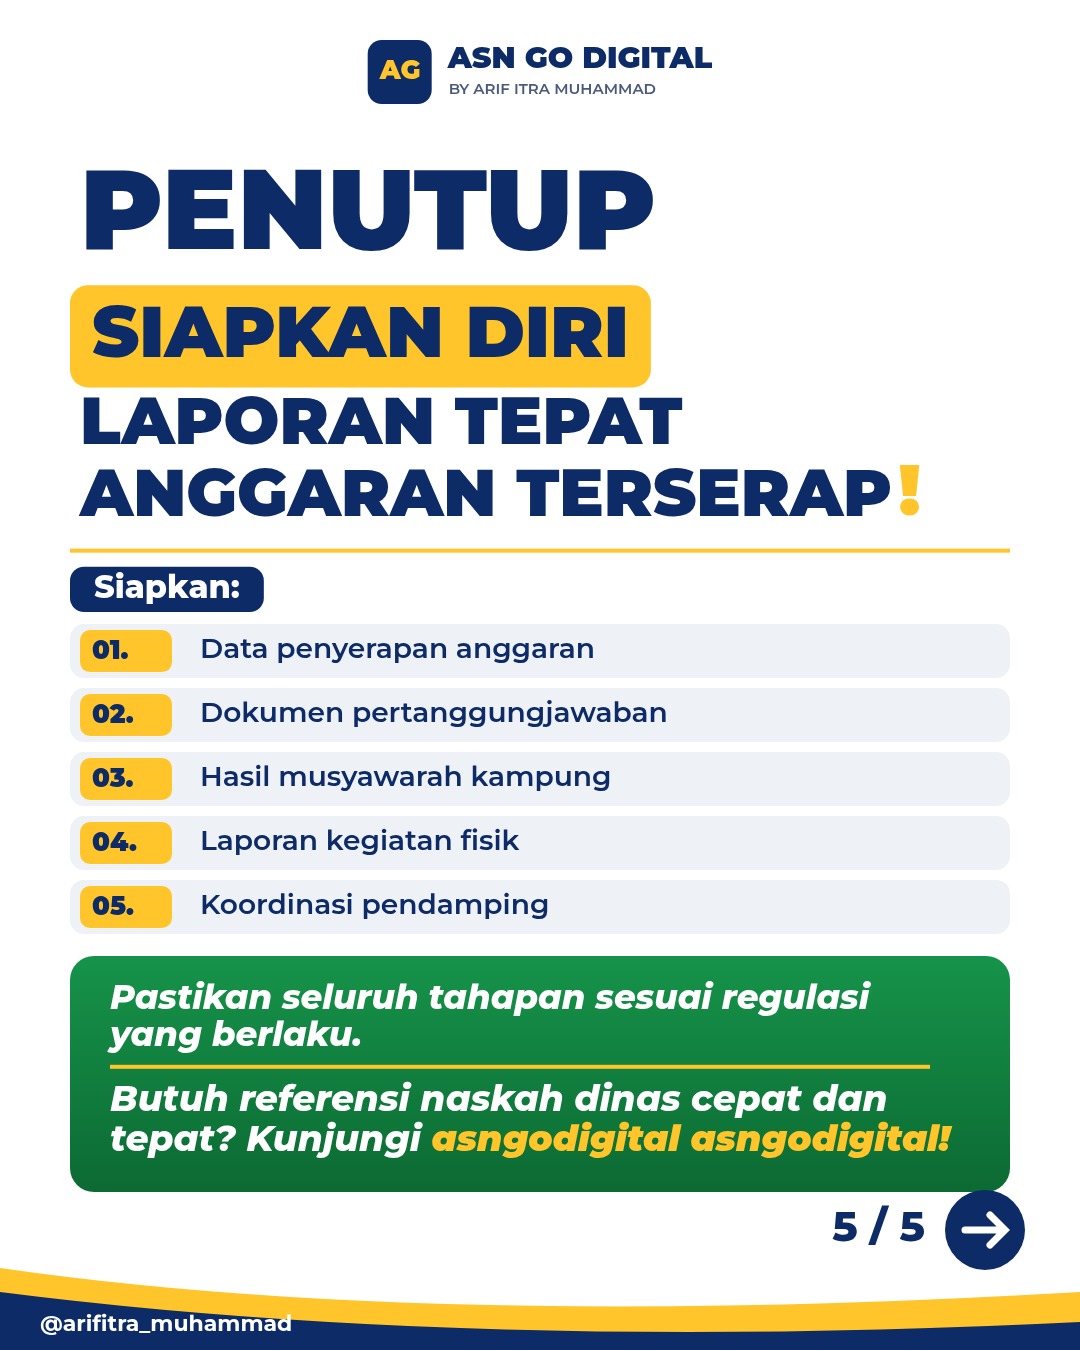 AG
ASN GO DIGITAL
BY ARIF ITRA MUHAMMAD
PENUTUP
SIAPKAN DIRI
LAPORAN TEPAT
ANGGARAN TERSERAP!
Siapkan:
01. Data penyerapan anggaran
02. Dokumen pertanggungjawaban
03. Hasil musyawarah kampung
04. Laporan kegiatan fisik
05. Koordinasi pendamping
Pastikan seluruh tahapan sesuai regulasi
yang berlaku.
Butuh referensi naskah dinas cepat dan
tepat? Kunjungi asngodigital asngodigital!
5 / 5
@arifitra_muhammad